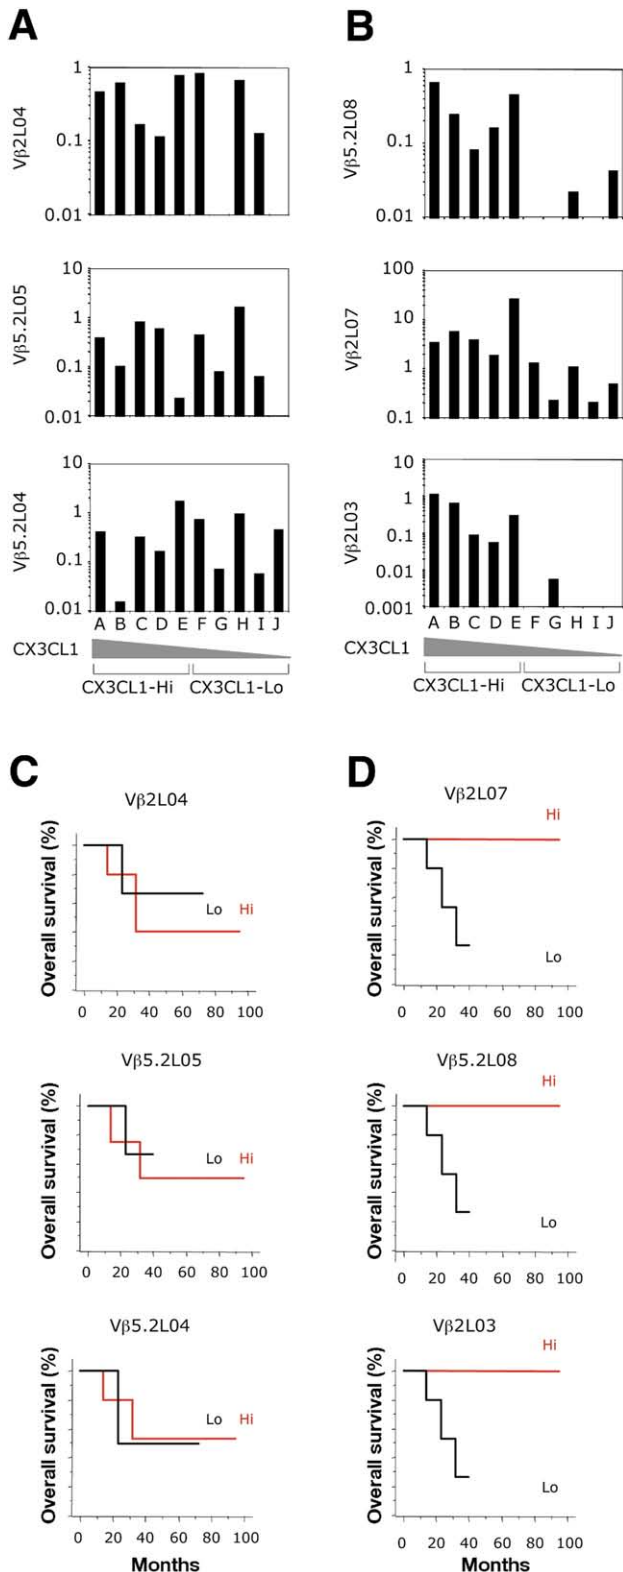 A
Vβ2L04
1
0.1
0.01
Vβ5.2L05
10
1
0.1
0.01
Vβ5.2L04
10
1
0.1
0.01
A B C D E F G H I J
CX3CL1
CX3CL1-Hi CX3CL1-Lo
B
Vβ5.2L08
1
0.1
0.01
Vβ2L07
100
10
1
0.1
Vβ2L03
10
1
0.1
0.01
0.001
A B C D E F G H I J
CX3CL1
CX3CL1-Hi CX3CL1-Lo
C
Vβ2L04
Overall survival (%)
Lo Hi
0 20 40 60 80 100
Vβ5.2L05
Overall survival (%)
Lo Hi
0 20 40 60 80 100
Vβ5.2L04
Overall survival (%)
Lo Hi
0 20 40 60 80 100
Months
D
Vβ2L07
Overall survival (%)
Hi
Lo
0 20 40 60 80 100
Vβ5.2L08
Overall survival (%)
Hi
Lo
0 20 40 60 80 100
Vβ2L03
Overall survival (%)
Hi
Lo
0 20 40 60 80 100
Months